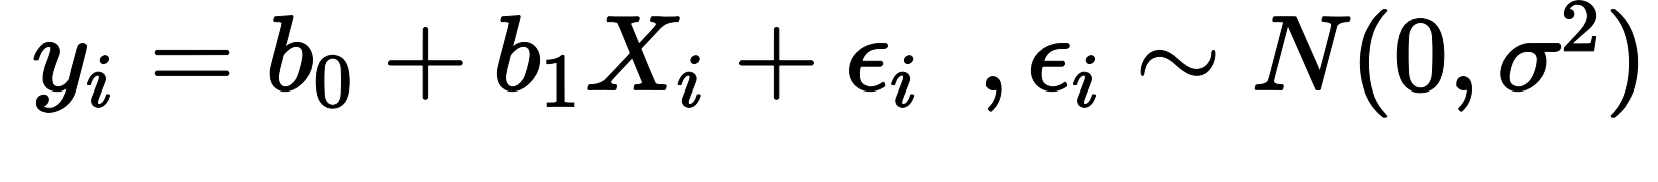 yᵢ = b₀ + b₁Xᵢ + ϵᵢ , ϵᵢ ∼ N(0, σ²)